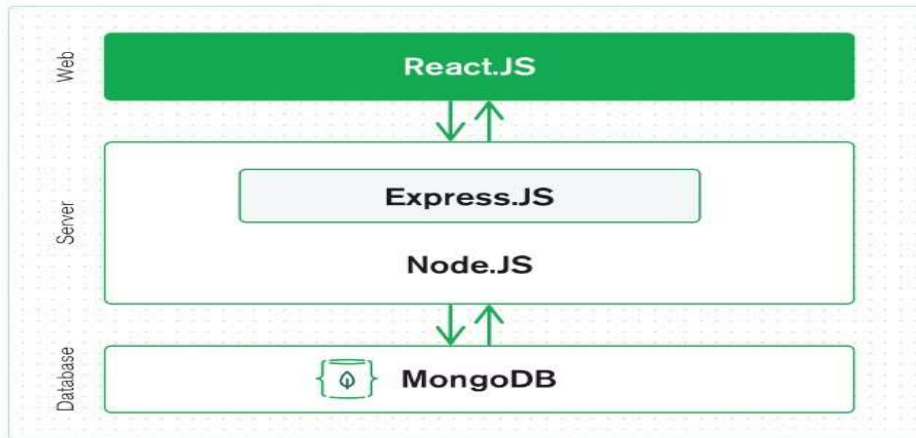 Web
React.JS
Server
Express.JS
Node.JS
Database
MongoDB